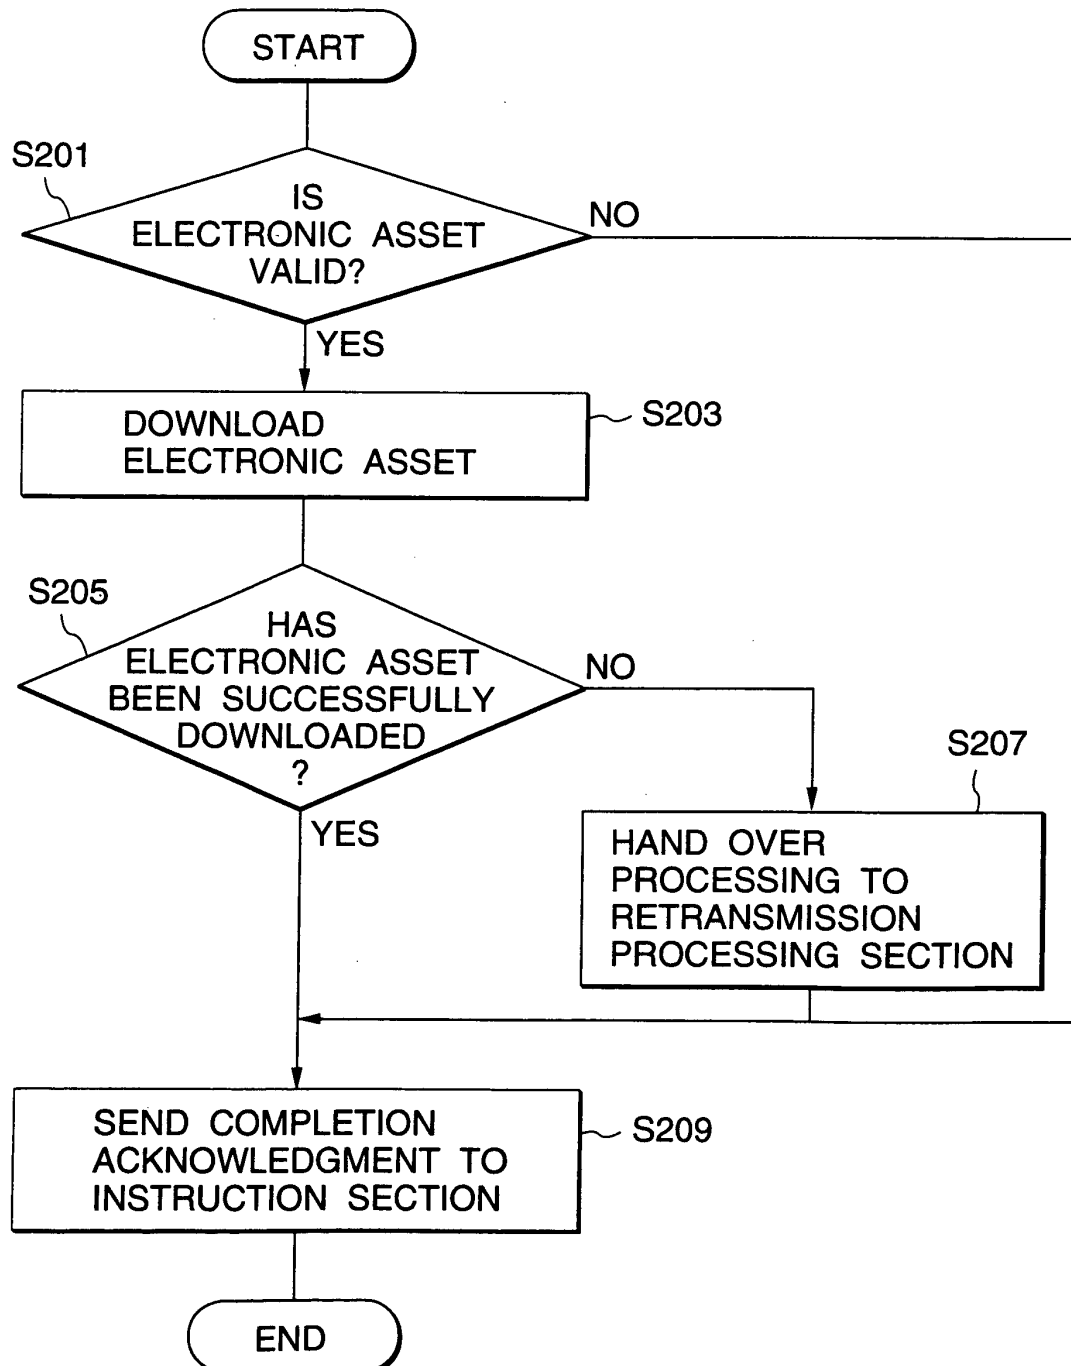 START
S201
IS
ELECTRONIC ASSET
VALID?
NO
YES
DOWNLOAD
ELECTRONIC ASSET
S203
S205
HAS
ELECTRONIC ASSET
BEEN SUCCESSFULLY
DOWNLOADED
?
NO
YES
S207
HAND OVER
PROCESSING TO
RETRANSMISSION
PROCESSING SECTION
SEND COMPLETION
ACKNOWLEDGMENT TO
INSTRUCTION SECTION
S209
END